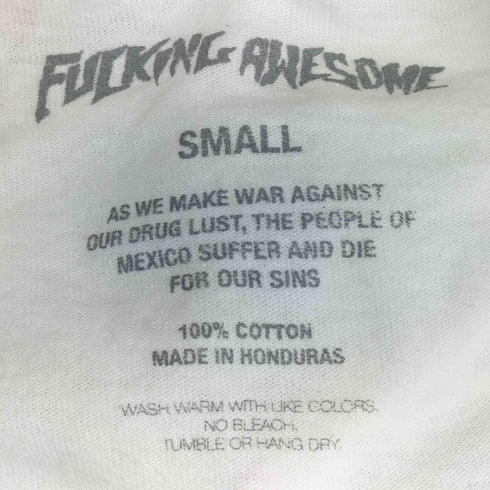 FUCKING AWESOME
SMALL
AS WE MAKE WAR AGAINST
OUR DRUG LUST, THE PEOPLE OF
MEXICO SUFFER AND DIE
FOR OUR SINS
100% COTTON
MADE IN HONDURAS
WASH WARM WITH LIKE COLORS.
NO BLEACH.
TUMBLE OR HANG DRY.